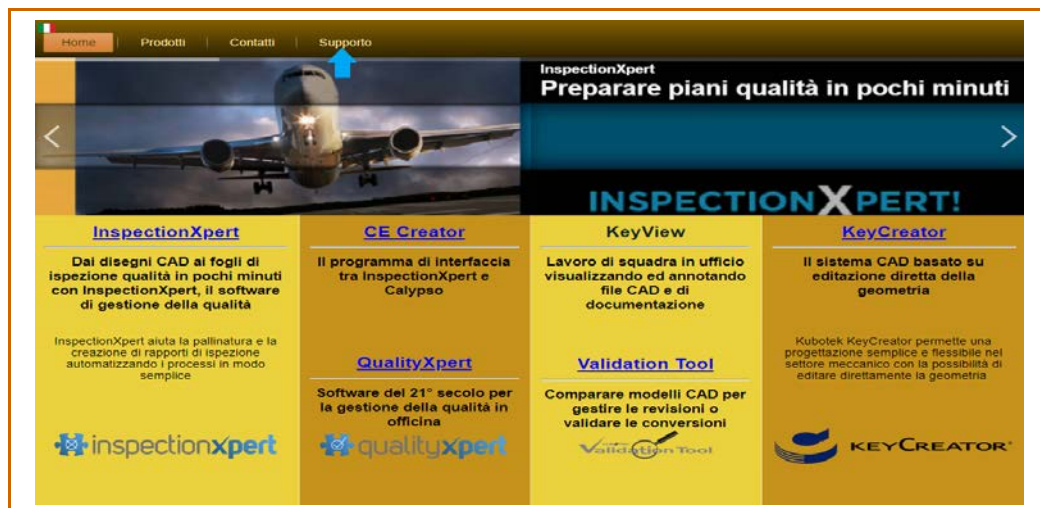 Home | Prodotti | Contatti | Supporto
InspectionXpert
Preparare piani qualità in pochi minuti
INSPECTIONXPERT!
InspectionXpert
Dai disegni CAD ai fogli di
ispezione qualità in pochi minuti
con InspectionXpert, il software
di gestione della qualità
InspectionXpert aiuta la pallinatura e la
creazione di rapporti di ispezione
automatizzando i processi in modo
semplice
inspectionxpert
CE Creator
Il programma di interfaccia
tra InspectionXpert e
Calypso
QualityXpert
Software del 21° secolo per
la gestione della qualità in
officina
qualityxpert
KeyView
Lavoro di squadra in ufficio
visualizzando ed annotando
file CAD e di
documentazione
Validation Tool
Comparare modelli CAD per
gestire le revisioni o
validare le conversioni
Validation Tool
KeyCreator
Il sistema CAD basato su
editazione diretta della
geometria
Kubotek KeyCreator permette una
progettazione semplice e flessibile nel
settore meccanico con la possibilità di
editare direttamente la geometria
KEYCREATOR®